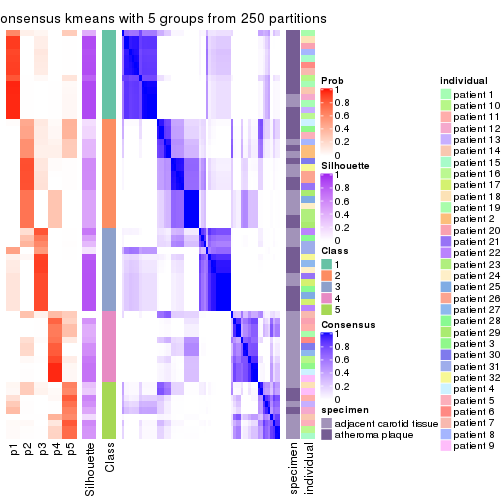 onsensus kmeans with 5 groups from 250 partitions
Prob
1
0.8
0.6
0.4
0.2
0
Silhouette
1
0.8
0.6
0.4
0.2
0
Class
1
2
3
4
5
Consensus
1
0.8
0.6
0.4
0.2
0
specimen
adjacent carotid tissue
atheroma plaque
individual
patient 1
patient 10
patient 11
patient 12
patient 13
patient 14
patient 15
patient 16
patient 17
patient 18
patient 19
patient 2
patient 20
patient 21
patient 22
patient 23
patient 24
patient 25
patient 26
patient 27
patient 28
patient 29
patient 3
patient 30
patient 31
patient 32
patient 4
patient 5
patient 6
patient 7
patient 8
patient 9
p1
p2
p3
p4
p5
Silhouette
Class
specimen
individual